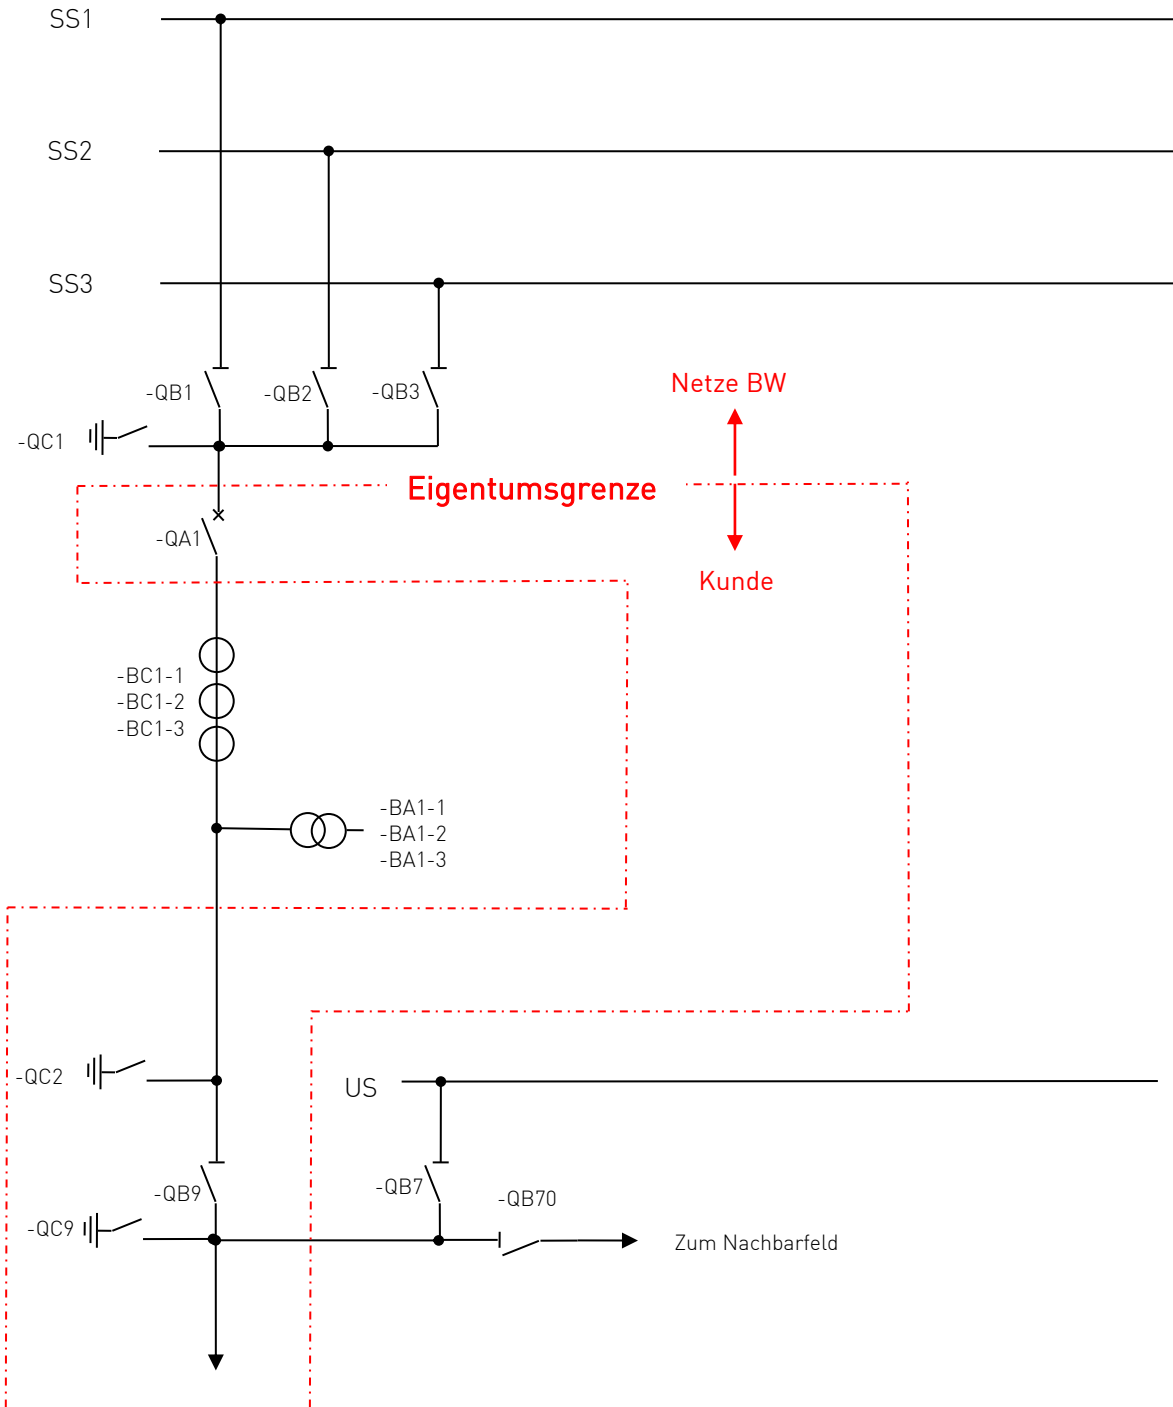 SS1
SS2
SS3
-QB1
-QB2
-QB3
Netze BW
-QC1
Eigentumsgrenze
-QA1
Kunde
-BC1-1
-BC1-2
-BC1-3
-BA1-1
-BA1-2
-BA1-3
-QC2
US
-QB9
-QB7
-QB70
-QC9
Zum Nachbarfeld